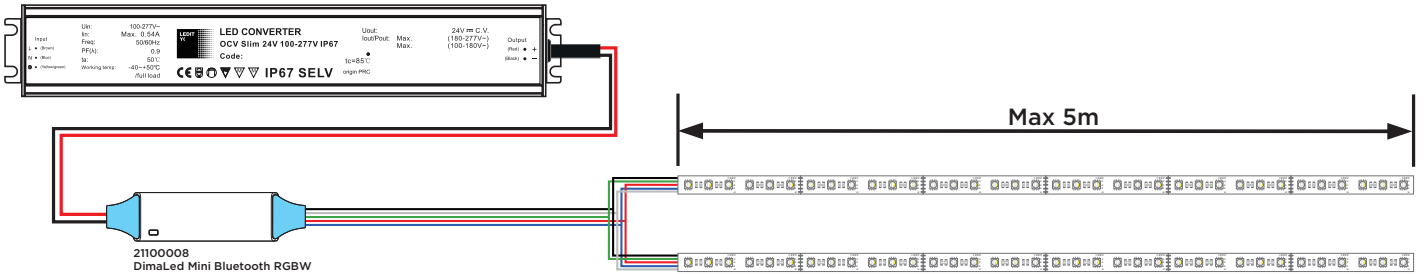 Uin: 100-277V~
Iin: Max. 0.54A
Freq: 50/60Hz
PF(λ): 0.9
ta: 50℃
Working temp: -40~+50℃
/full load
Input
L • (Brown)
N • (Blue)
(Yellow/green)
LEDIT
LED CONVERTER
OCV Slim 24V 100-277V IP67
Code:
IP67 SELV
Uout: 24V ⎓ C.V.
Iout/Pout: Max. (180-277V~)
Max. (100-180V~)
tc=85℃
origin PRC
Output
(Red) • +
(Black) • −
Max 5m
21100008
DimaLed Mini Bluetooth RGBW